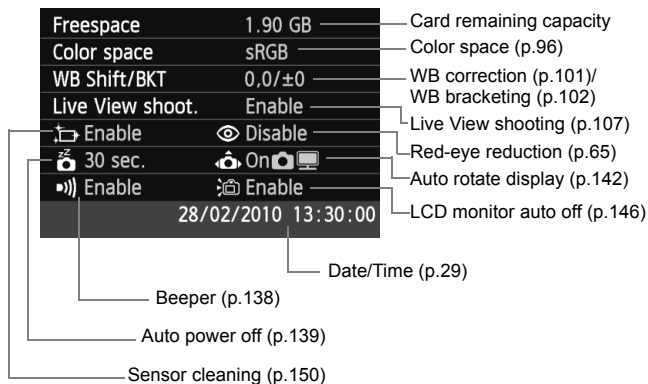 Freespace 1.90 GB Card remaining capacity
Color space sRGB Color space (p.96)
WB Shift/BKT 0,0/±0 WB correction (p.101)/
WB bracketing (p.102)
Live View shoot. Enable Live View shooting (p.107)
Enable Disable Red-eye reduction (p.65)
30 sec. On Auto rotate display (p.142)
Enable Enable LCD monitor auto off (p.146)
28/02/2010 13:30:00
Date/Time (p.29)
Beeper (p.138)
Auto power off (p.139)
Sensor cleaning (p.150)